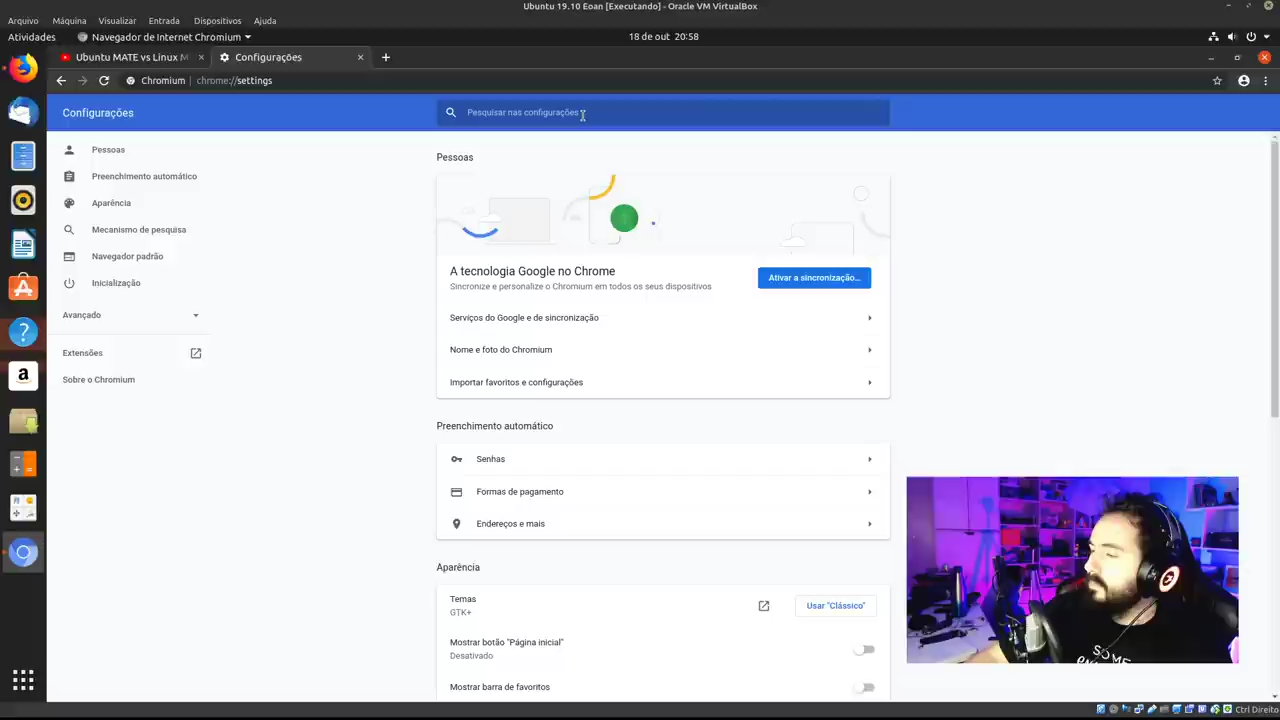 Ubuntu 19.10 Eoan [Executando] - Oracle VM VirtualBox
Arquivo Máquina Visualizar Entrada Dispositivos Ajuda
Atividades Navegador de Internet Chromium 18 de out 20:58
Ubuntu MATE vs Linux M Configurações
Chromium | chrome://settings
Configurações
Pesquisar nas configurações
Pessoas
Preenchimento automático
Aparência
Mecanismo de pesquisa
Navegador padrão
Inicialização
Avançado
Extensões
Sobre o Chromium
Pessoas
A tecnologia Google no Chrome
Sincronize e personalize o Chromium em todos os seus dispositivos
Ativar a sincronização...
Serviços do Google e de sincronização
Nome e foto do Chromium
Importar favoritos e configurações
Preenchimento automático
Senhas
Formas de pagamento
Endereços e mais
Aparência
Temas
GTK+
Usar "Clássico"
Mostrar botão "Página inicial"
Desativado
Mostrar barra de favoritos
SOME
Ctrl Direito